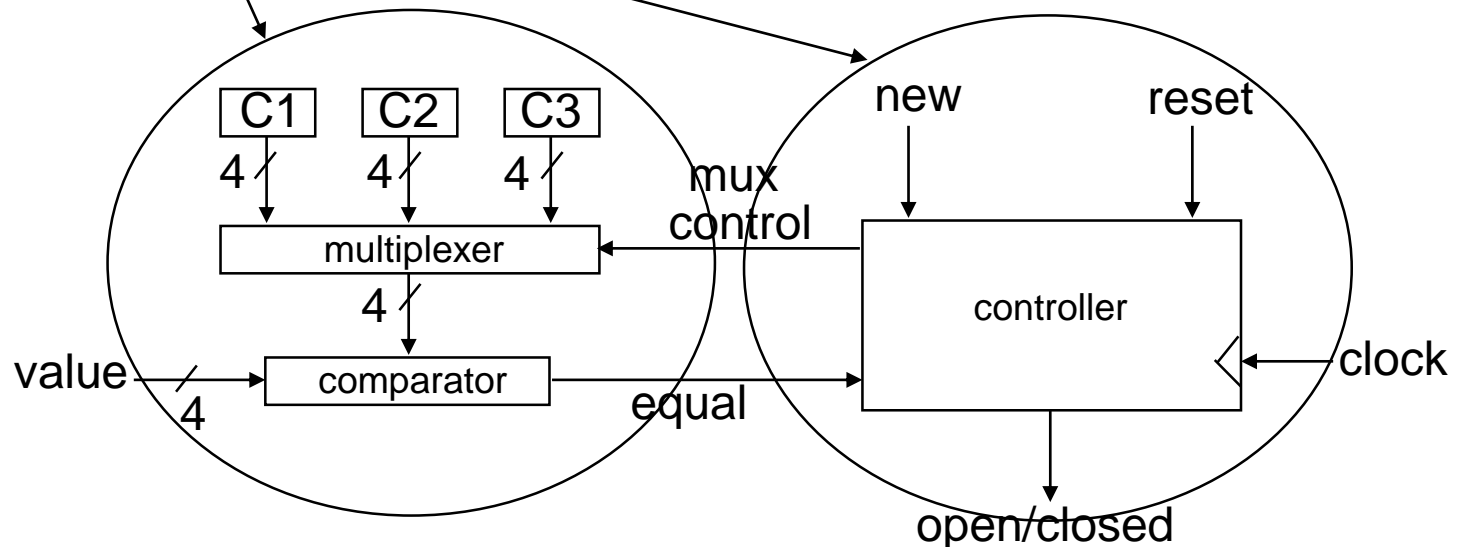 C1
C2
C3
4
4
4
multiplexer
4
value
4
comparator
equal
mux
control
new
reset
controller
clock
open/closed